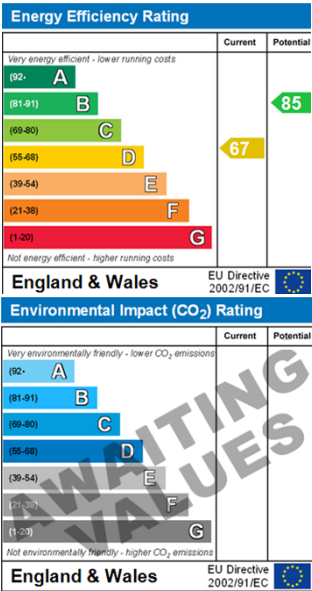 Energy Efficiency Rating
Current Potential
Very energy efficient - lower running costs
(92- A
(81-91) B
(69-80) C
(55-68) D
(39-54) E
(21-38) F
(1-20) G
85
67
Not energy efficient - higher running costs
England & Wales
EU Directive
2002/91/EC
Environmental Impact (CO2) Rating
Current Potential
Very environmentally friendly - lower CO2 emissions
(92- A
(81-91) B
(69-80) C
(55-68) D
(39-54) E
(21-38) F
(1-20) G
AWAITING
VALUES
Not environmentally friendly - higher CO2 emissions
England & Wales
EU Directive
2002/91/EC